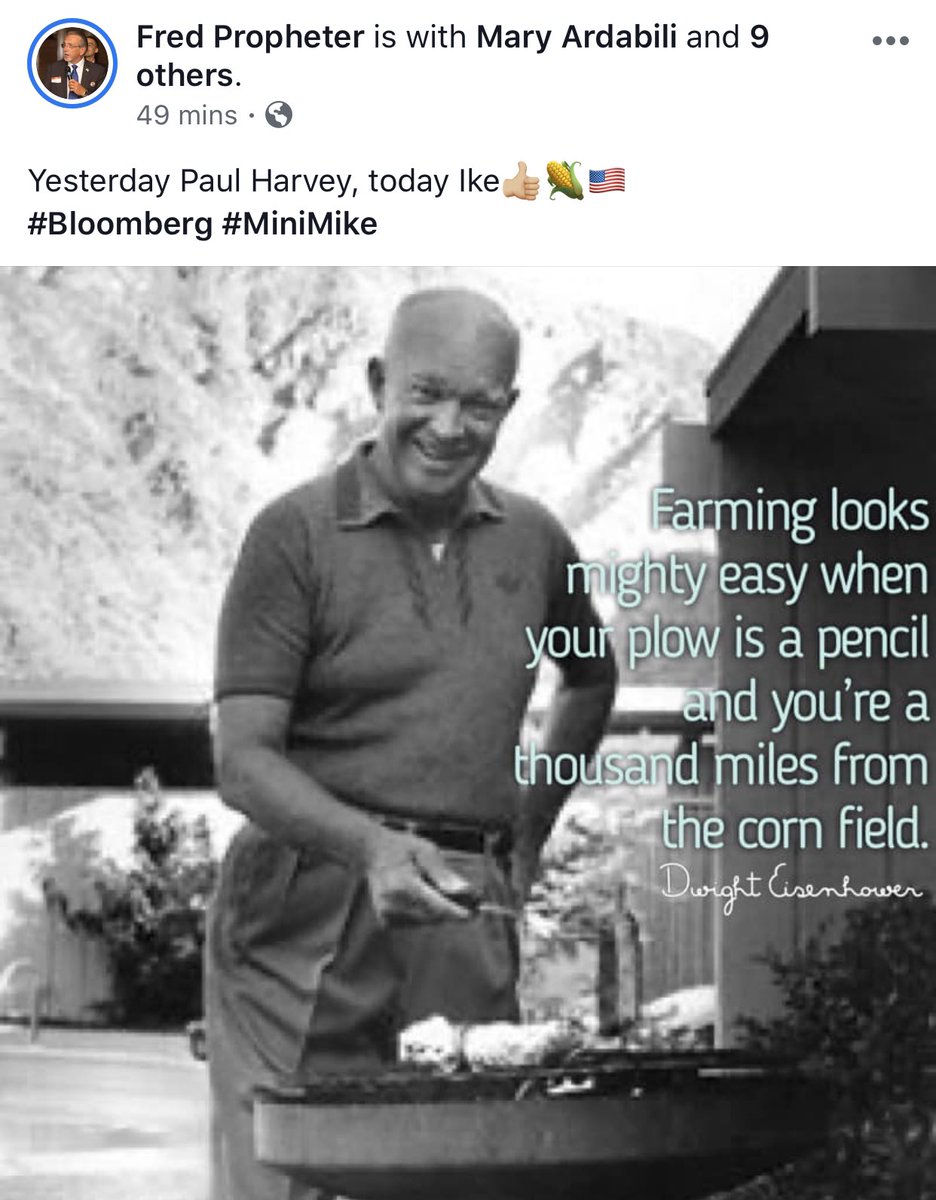 Fred Propheter is with Mary Ardabili and 9
others.
49 mins ·
Yesterday Paul Harvey, today Ike👍🏼🌽🇺🇸
#Bloomberg #MiniMike
Farming looks
mighty easy when
your plow is a pencil
and you're a
thousand miles from
the corn field.
Dwight Eisenhower